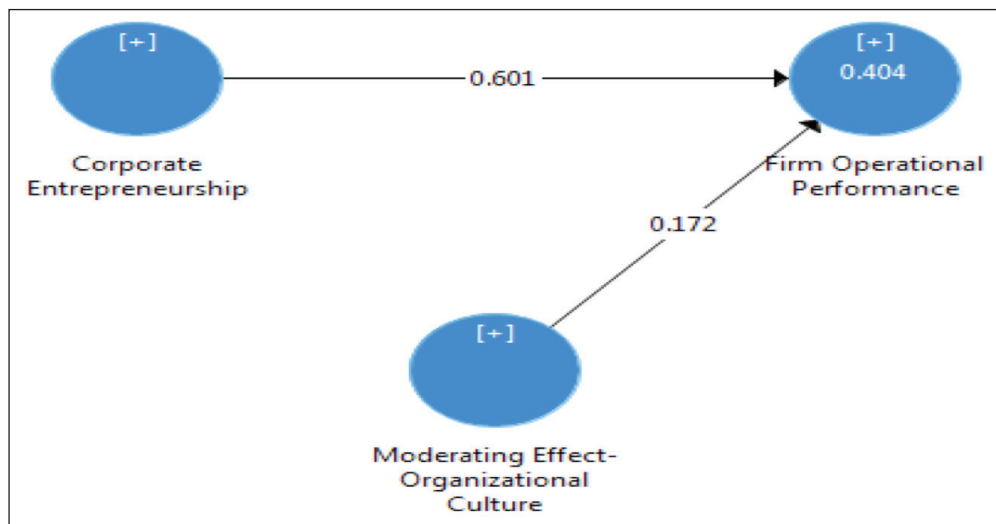 [+]
0.601
[+]
0.404
Corporate
Entrepreneurship
Firm Operational
Performance
0.172
[+]
Moderating Effect-
Organizational
Culture